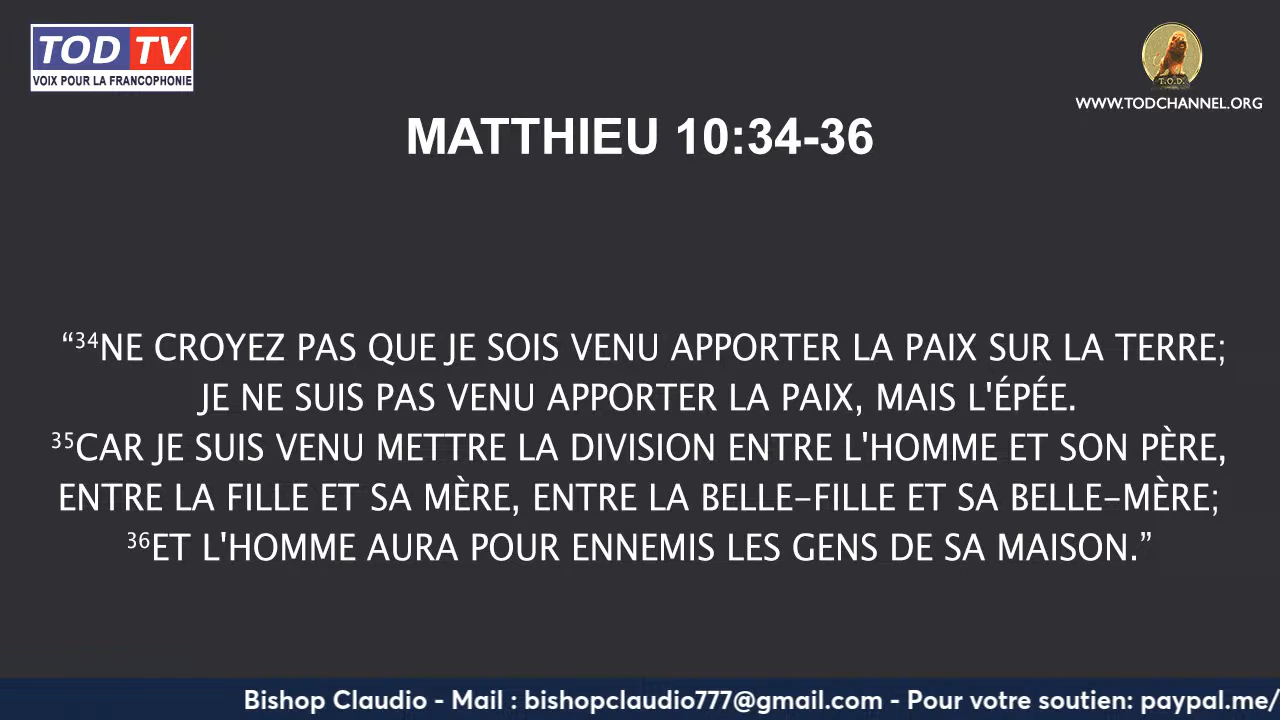 TOD TV
VOIX POUR LA FRANCOPHONIE
T.O.D.
WWW.TODCHANNEL.ORG
MATTHIEU 10:34-36
“³⁴NE CROYEZ PAS QUE JE SOIS VENU APPORTER LA PAIX SUR LA TERRE;
JE NE SUIS PAS VENU APPORTER LA PAIX, MAIS L'ÉPÉE.
³⁵CAR JE SUIS VENU METTRE LA DIVISION ENTRE L'HOMME ET SON PÈRE,
ENTRE LA FILLE ET SA MÈRE, ENTRE LA BELLE-FILLE ET SA BELLE-MÈRE;
³⁶ET L'HOMME AURA POUR ENNEMIS LES GENS DE SA MAISON.”
Bishop Claudio - Mail : bishopclaudio777@gmail.com - Pour votre soutien: paypal.me/